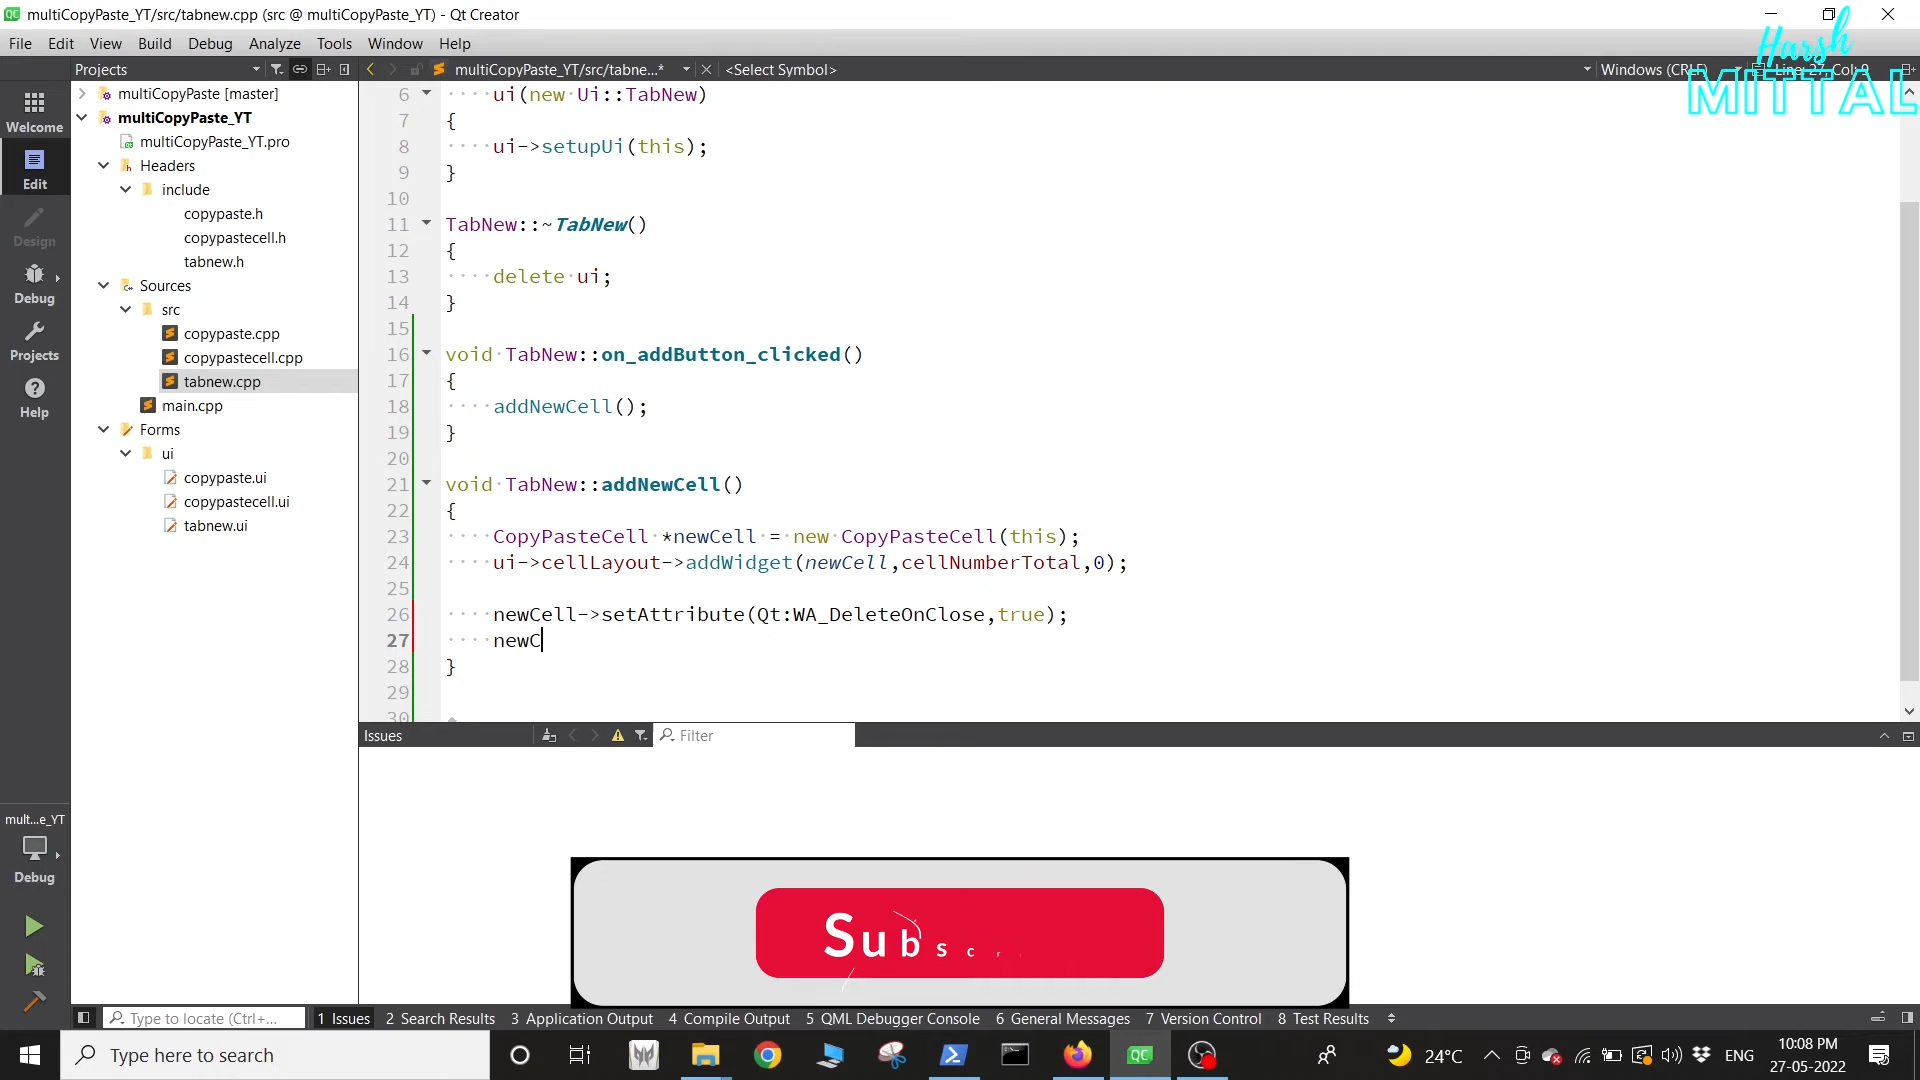 multiCopyPaste_YT/src/tabnew.cpp (src @ multiCopyPaste_YT) - Qt Creator
File Edit View Build Debug Analyze Tools Window Help
Harsh
MITTAL
Projects
multiCopyPaste_YT/src/tabne...* <Select Symbol> Windows (CRLF) Line: 27, Col: 9
Welcome
Edit
Design
Debug
Projects
Help
multiCopyPaste [master]
multiCopyPaste_YT
multiCopyPaste_YT.pro
Headers
include
copypaste.h
copypastecell.h
tabnew.h
Sources
src
copypaste.cpp
copypastecell.cpp
tabnew.cpp
main.cpp
Forms
ui
copypaste.ui
copypastecell.ui
tabnew.ui
6 ui(new Ui::TabNew)
7 {
8 ui->setupUi(this);
9 }
10
11 TabNew::~TabNew()
12 {
13 delete ui;
14 }
15
16 void TabNew::on_addButton_clicked()
17 {
18 addNewCell();
19 }
20
21 void TabNew::addNewCell()
22 {
23 CopyPasteCell *newCell = new CopyPasteCell(this);
24 ui->cellLayout->addWidget(newCell,cellNumberTotal,0);
25
26 newCell->setAttribute(Qt:WA_DeleteOnClose,true);
27 newC
28 }
29
30
Issues Filter
mult...e_YT
Debug
Subscr
Type to locate (Ctrl+... 1 Issues 2 Search Results 3 Application Output 4 Compile Output 5 QML Debugger Console 6 General Messages 7 Version Control 8 Test Results
Type here to search
24°C ENG
10:08 PM
27-05-2022